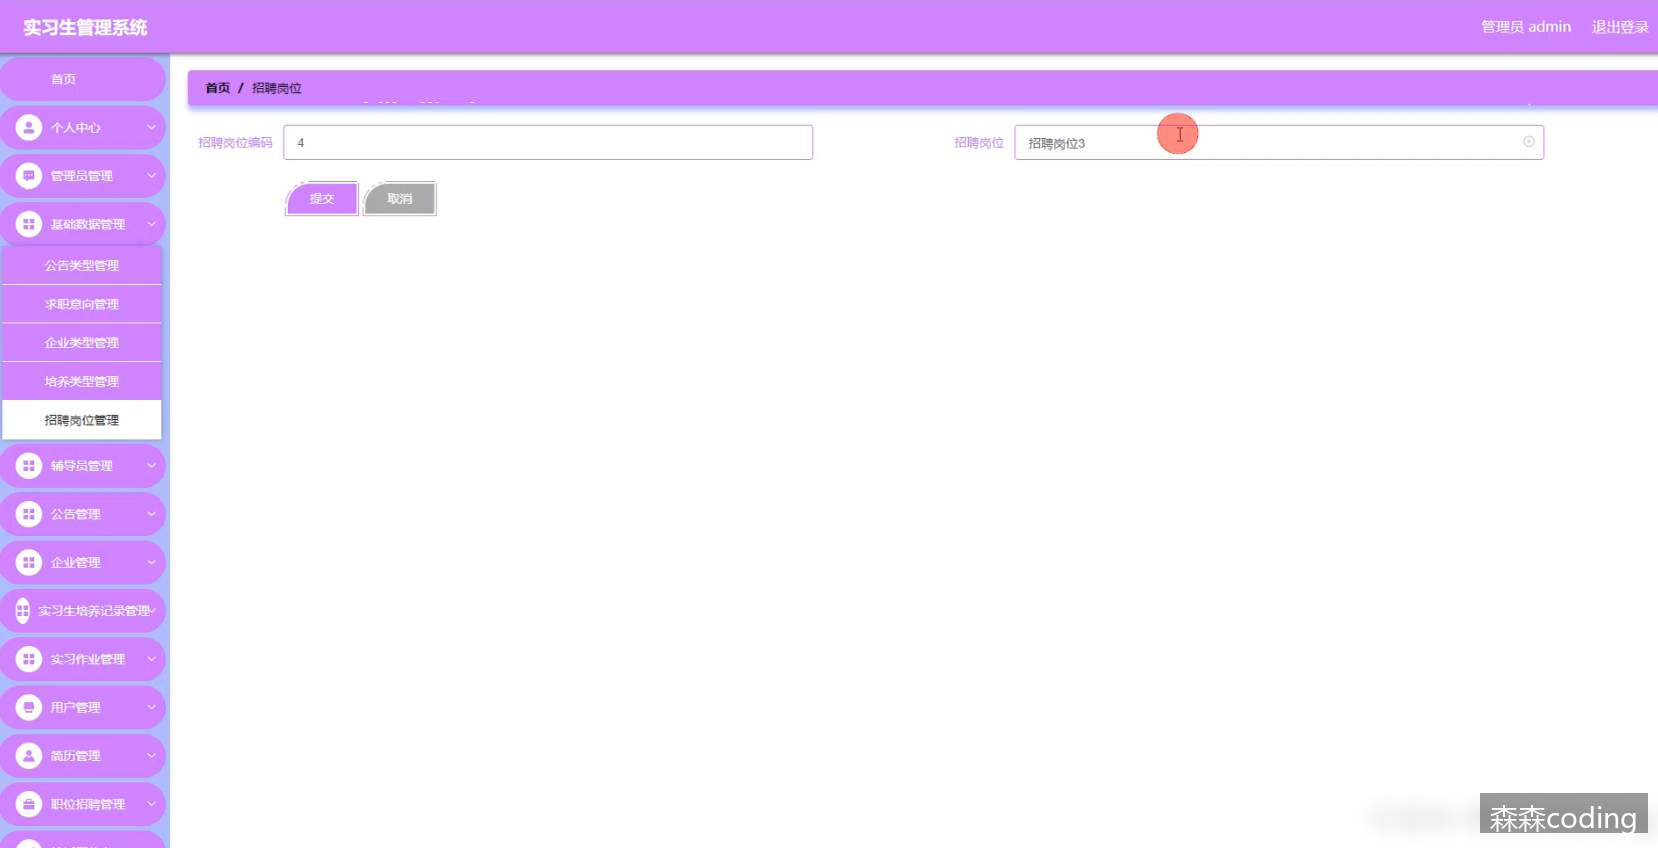 实习生管理系统
管理员 admin 退出登录
首页
个人中心
管理员管理
基础数据管理
公告类型管理
求职意向管理
企业类型管理
培养类型管理
招聘岗位管理
辅导员管理
公告管理
企业管理
实习生培养记录管理
实习作业管理
用户管理
简历管理
职位招聘管理
首页 / 招聘岗位
招聘岗位编码 4
招聘岗位 招聘岗位3
提交 取消
森森coding